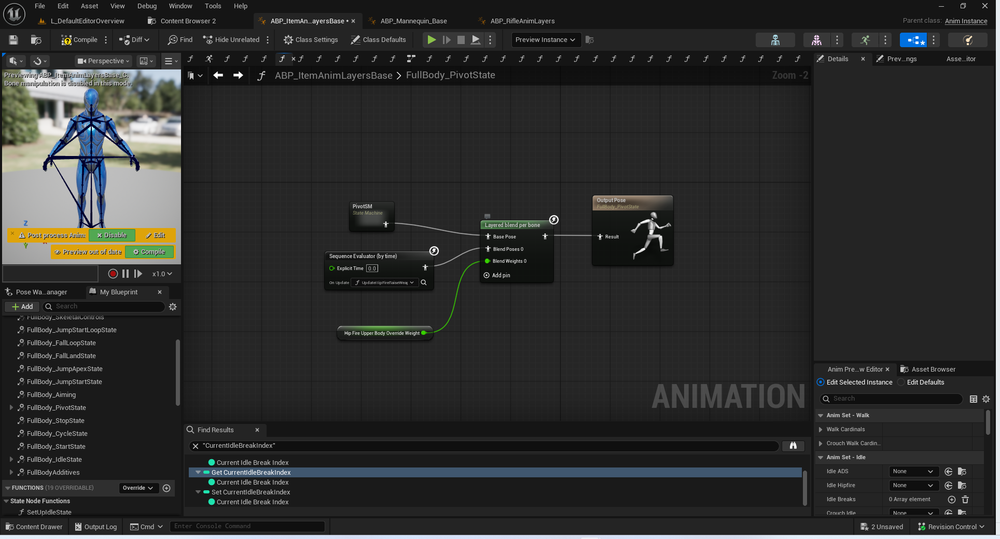 File Edit Asset View Debug Window Tools Help
L_DefaultEditorOverview Content Browser 2 ABP_ItemAn...ayersBase • ABP_Mannequin_Base ABP_RifleAnimLayers Parent class: Anim Instance
Compile Diff Find Hide Unrelated Class Settings Class Defaults Preview Instance
Perspective
Previewing ABP_ItemAnimLayersBase_C.
Bone manipulation is disabled in this mode.
Z
Y
X
Post process Anim Disable Edit
Preview out of date Compile
x1.0
Pose Wa...anager My Blueprint
Add Search
FullBody_SkeletalControls
FullBody_JumpStartLoopState
FullBody_FallLoopState
FullBody_FallLandState
FullBody_JumpApexState
FullBody_JumpStartState
FullBody_Aiming
FullBody_PivotState
FullBody_StopState
FullBody_CycleState
FullBody_StartState
FullBody_IdleState
FullBodyAdditives
FUNCTIONS (19 OVERRIDABLE) Override
State Node Functions
SetUpIdleState
ABP_ItemAnimLayersBase > FullBody_PivotState Zoom -2
PivotSM
State Machine
Sequence Evaluator (by time)
Explicit Time 0.0
On Update UpdateHipFireRaiseWeap
Hip Fire Upper Body Override Weight
Layered blend per bone
Base Pose
Blend Poses 0
Blend Weights 0
Add pin
Output Pose
FullBody_PivotState
Result
ANIMATION
Find Results
"CurrentIdleBreakIndex"
Current Idle Break Index
Get CurrentIdleBreakIndex
Current Idle Break Index
Set CurrentIdleBreakIndex
Current Idle Break Index
Details Prev...ngs Asse...itor
Anim Pre...w Editor Asset Browser
Edit Selected Instance Edit Defaults
Search
Anim Set - Walk
Walk Cardinals
Crouch Walk Cardin...
Anim Set - Idle
Idle ADS None
Idle Hipfire None
Idle Breaks 0 Array element
Crouch Idle None
Content Drawer Output Log Cmd Enter Console Command 2 Unsaved Revision Control